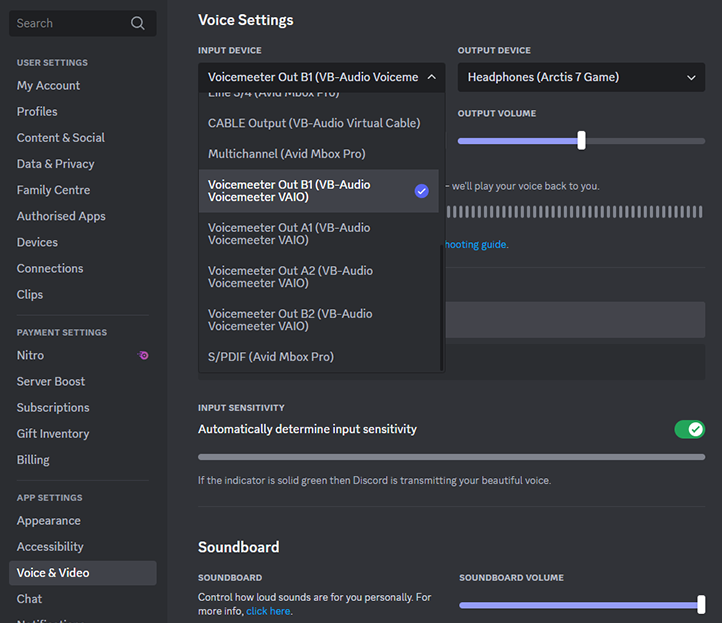 Search
USER SETTINGS
My Account
Profiles
Content & Social
Data & Privacy
Family Centre
Authorised Apps
Devices
Connections
Clips
PAYMENT SETTINGS
Nitro
Server Boost
Subscriptions
Gift Inventory
Billing
APP SETTINGS
Appearance
Accessibility
Voice & Video
Chat
Notifications
Voice Settings
INPUT DEVICE
Voicemeeter Out B1 (VB-Audio Voiceme
Line 3/4 (Avid Mbox Pro)
CABLE Output (VB-Audio Virtual Cable)
Multichannel (Avid Mbox Pro)
Voicemeeter Out B1 (VB-Audio
Voicemeeter VAIO)
Voicemeeter Out A1 (VB-Audio
Voicemeeter VAIO)
Voicemeeter Out A2 (VB-Audio
Voicemeeter VAIO)
Voicemeeter Out B2 (VB-Audio
Voicemeeter VAIO)
S/PDIF (Avid Mbox Pro)
OUTPUT DEVICE
Headphones (Arctis 7 Game)
OUTPUT VOLUME
– we'll play your voice back to you.
hooting guide.
INPUT SENSITIVITY
Automatically determine input sensitivity
If the indicator is solid green then Discord is transmitting your beautiful voice.
Soundboard
SOUNDBOARD
Control how loud sounds are for you personally. For
more info, click here.
SOUNDBOARD VOLUME